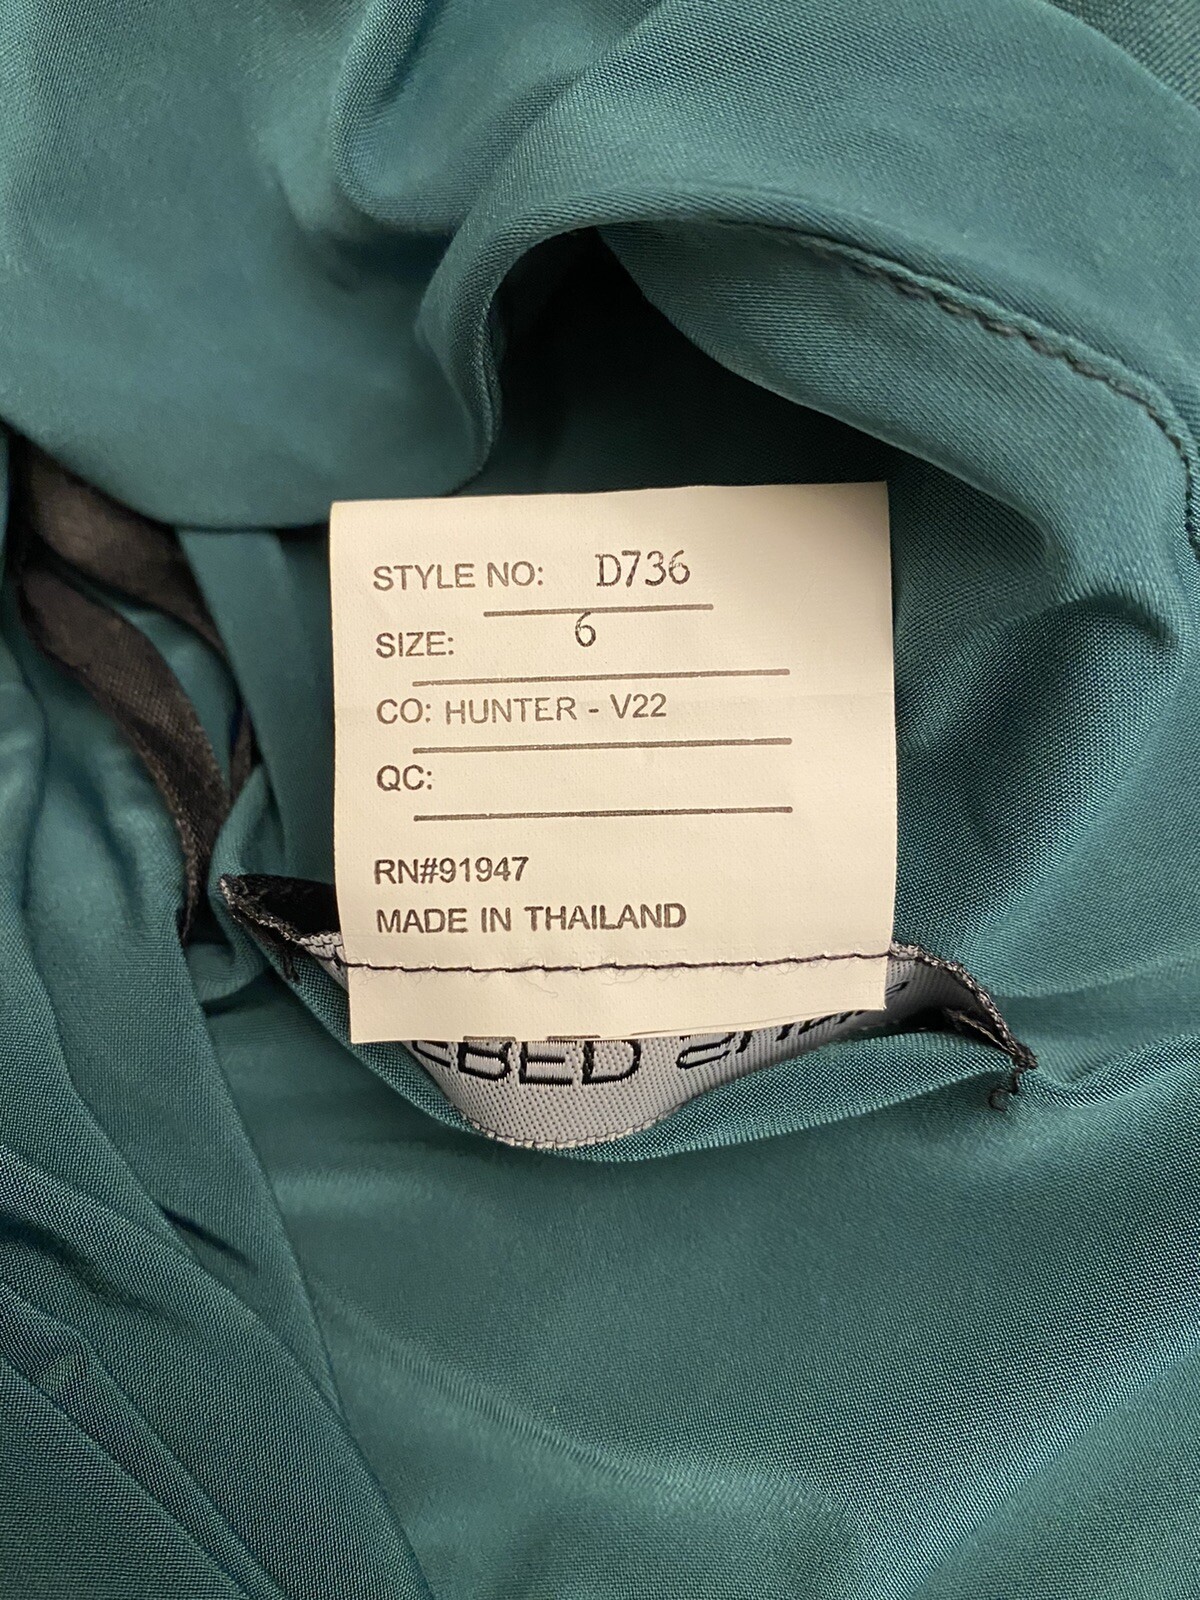 STYLE NO: D736
SIZE: 6
CO: HUNTER - V22
QC:
RN#91947
MADE IN THAILAND